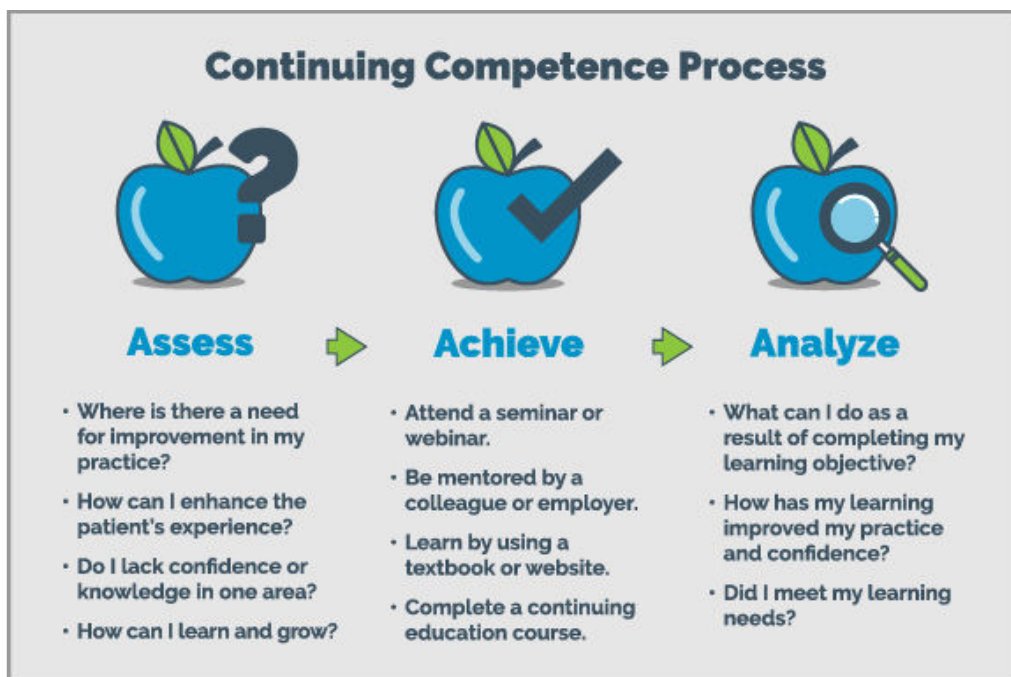 Continuing Competence Process
Assess
Achieve
Analyze
• Where is there a need
for improvement in my
practice?
• How can I enhance the
patient's experience?
• Do I lack confidence or
knowledge in one area?
• How can I learn and grow?
• Attend a seminar or
webinar.
• Be mentored by a
colleague or employer.
• Learn by using a
textbook or website.
• Complete a continuing
education course.
• What can I do as a
result of completing my
learning objective?
• How has my learning
improved my practice
and confidence?
• Did I meet my learning
needs?